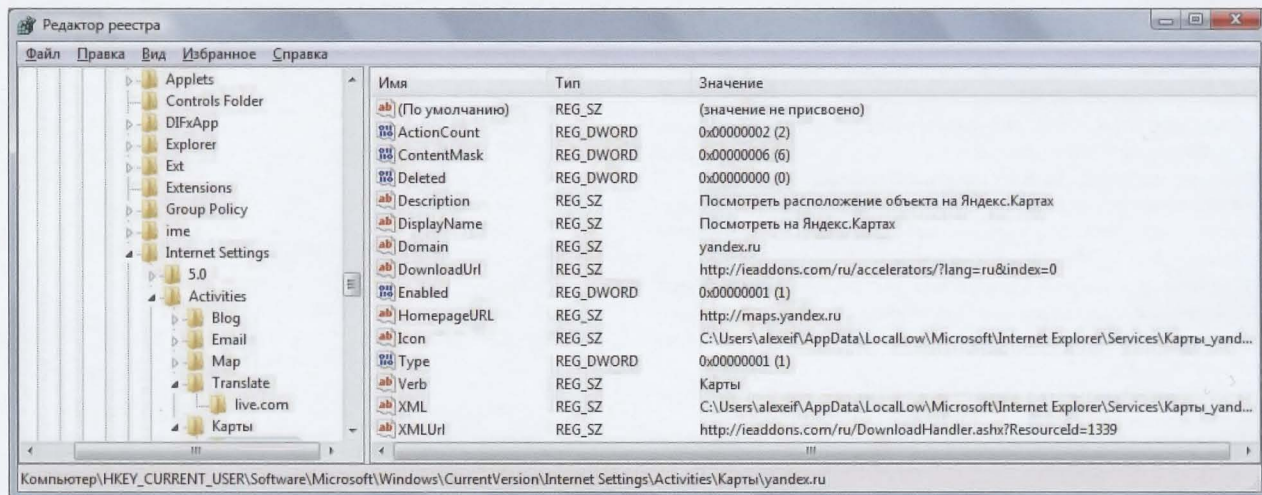 Редактор реестра
Файл Правка Вид Избранное Справка
Applets
Controls Folder
DIFxApp
Explorer
Ext
Extensions
Group Policy
ime
Internet Settings
5.0
Activities
Blog
Email
Map
Translate
live.com
Карты
Имя Тип Значение
(По умолчанию) REG_SZ (значение не присвоено)
ActionCount REG_DWORD 0x00000002 (2)
ContentMask REG_DWORD 0x00000006 (6)
Deleted REG_DWORD 0x00000000 (0)
Description REG_SZ Посмотреть расположение объекта на Яндекс.Картах
DisplayName REG_SZ Посмотреть на Яндекс.Картах
Domain REG_SZ yandex.ru
DownloadUrl REG_SZ http://ieaddons.com/ru/accelerators/?lang=ru&index=0
Enabled REG_DWORD 0x00000001 (1)
HomepageURL REG_SZ http://maps.yandex.ru
Icon REG_SZ C:\Users\alexeif\AppData\LocalLow\Microsoft\Internet Explorer\Services\Карты_yand...
Type REG_DWORD 0x00000001 (1)
Verb REG_SZ Карты
XML REG_SZ C:\Users\alexeif\AppData\LocalLow\Microsoft\Internet Explorer\Services\Карты_yand...
XMLUrl REG_SZ http://ieaddons.com/ru/DownloadHandler.ashx?ResourceId=1339
Компьютер\HKEY_CURRENT_USER\Software\Microsoft\Windows\CurrentVersion\Internet Settings\Activities\Карты\yandex.ru